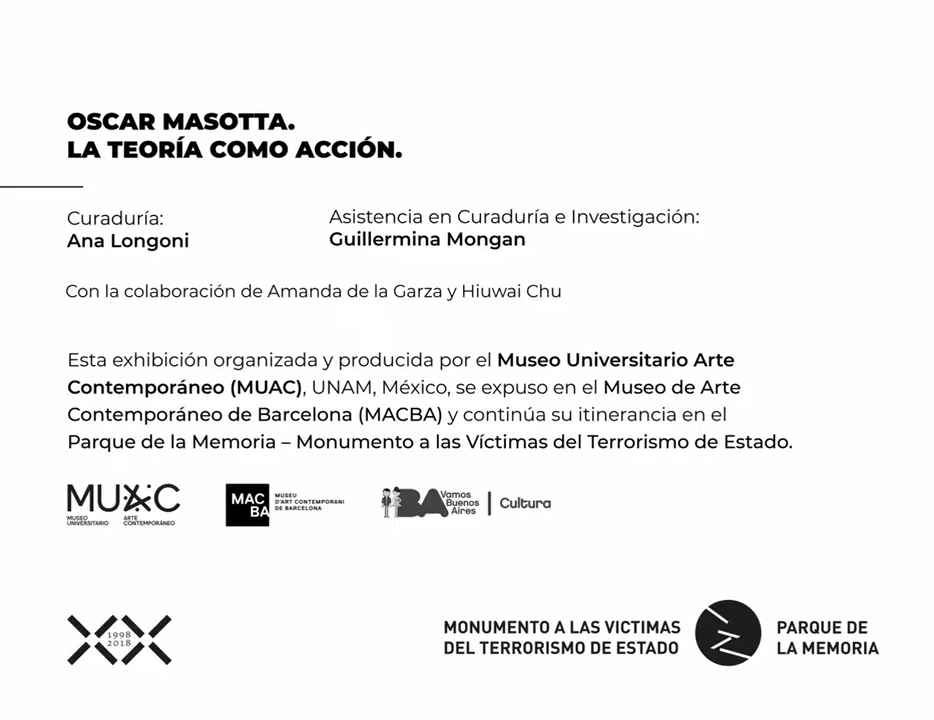 OSCAR MASOTTA.
LA TEORÍA COMO ACCIÓN.
Curaduría:
Ana Longoni
Asistencia en Curaduría e Investigación:
Guillermina Mongan
Con la colaboración de Amanda de la Garza y Hiuwai Chu
Esta exhibición organizada y producida por el Museo Universitario Arte
Contemporáneo (MUAC), UNAM, México, se expuso en el Museo de Arte
Contemporáneo de Barcelona (MACBA) y continúa su itinerancia en el
Parque de la Memoria – Monumento a las Víctimas del Terrorismo de Estado.
MUAC
MUSEO
UNIVERSITARIO
ARTE
CONTEMPORÁNEO
MAC
BA
MUSEU
D'ART CONTEMPORANI
DE BARCELONA
BA
Vamos
Buenos
Aires
Cultura
XX
1998
2018
MONUMENTO A LAS VICTIMAS
DEL TERRORISMO DE ESTADO
PARQUE DE
LA MEMORIA